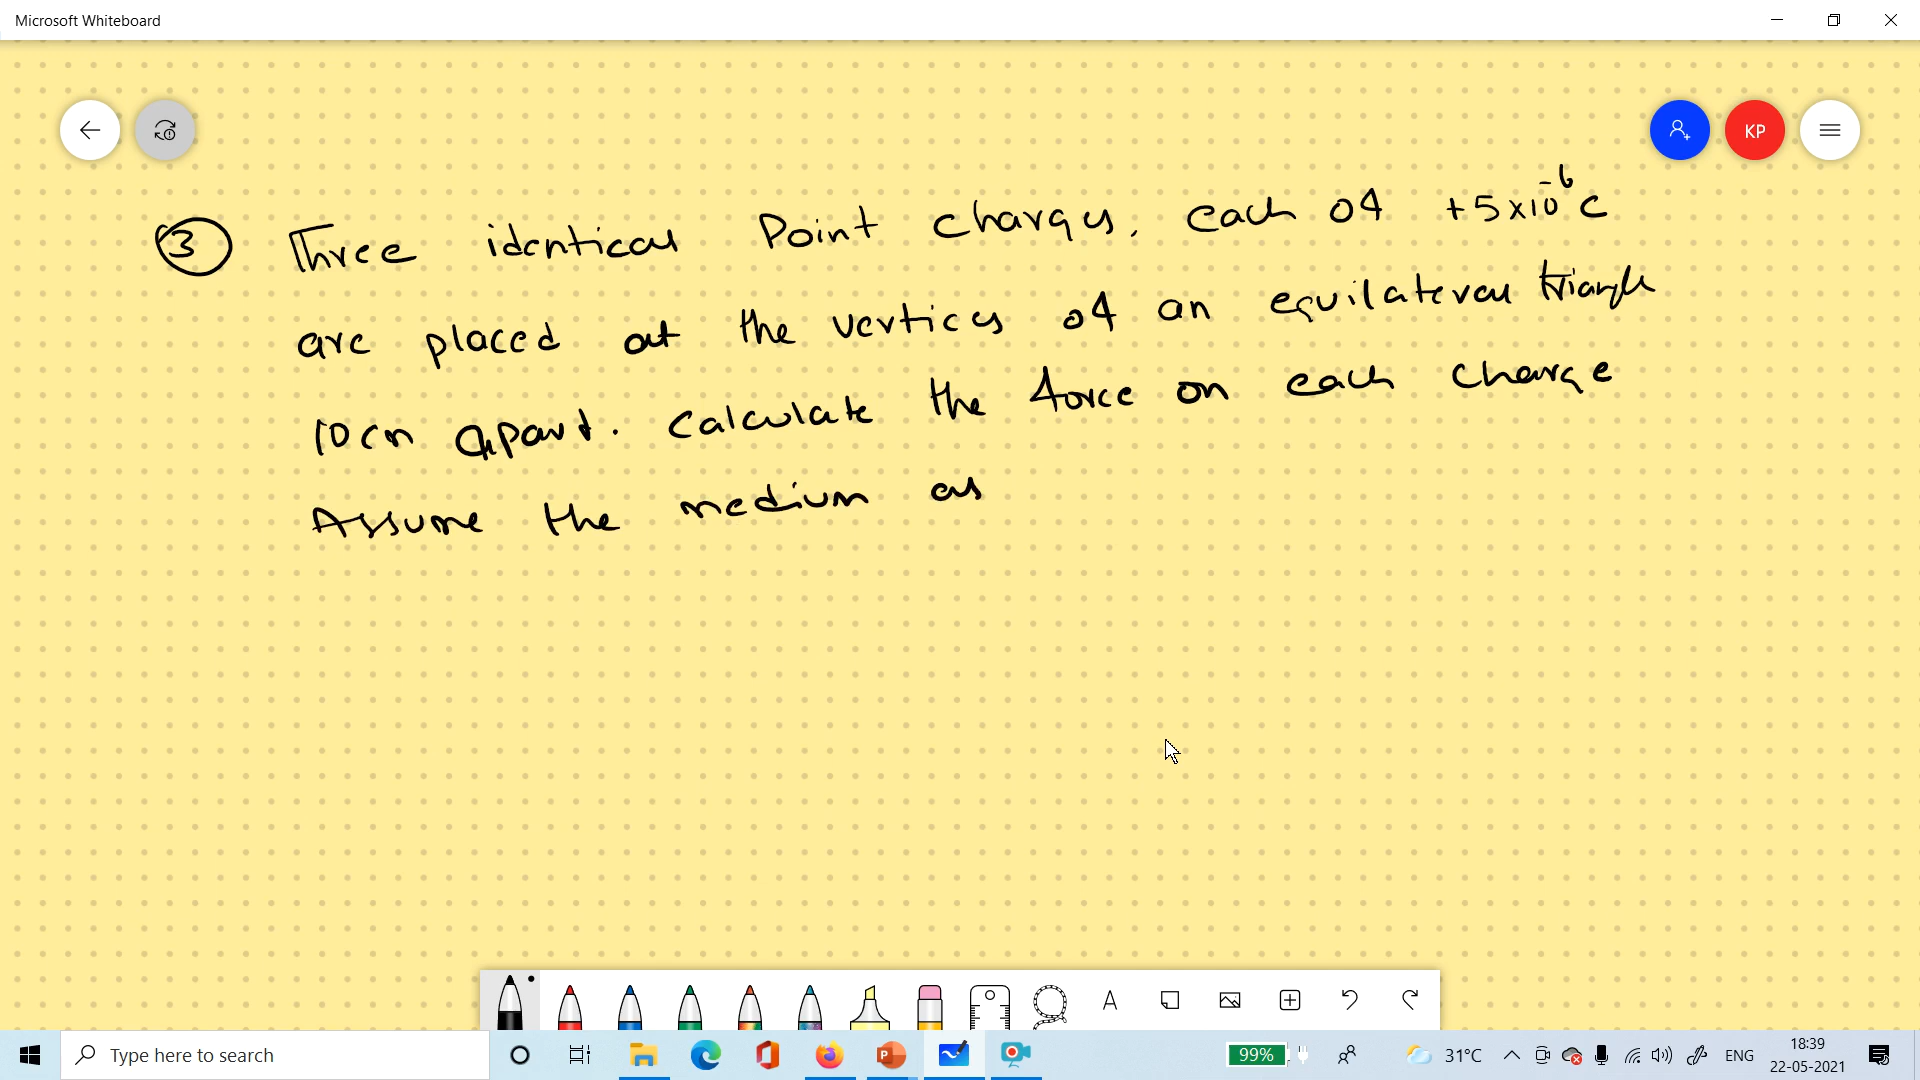 Microsoft Whiteboard
KP
③ Three identical Point charges, each of +5×10⁻⁶ C
are placed at the vertices of an equilateral triangle
10cm apart. Calculate the force on each charge
Assume the medium as
Type here to search
99%
31°C
ENG
18:39
22-05-2021